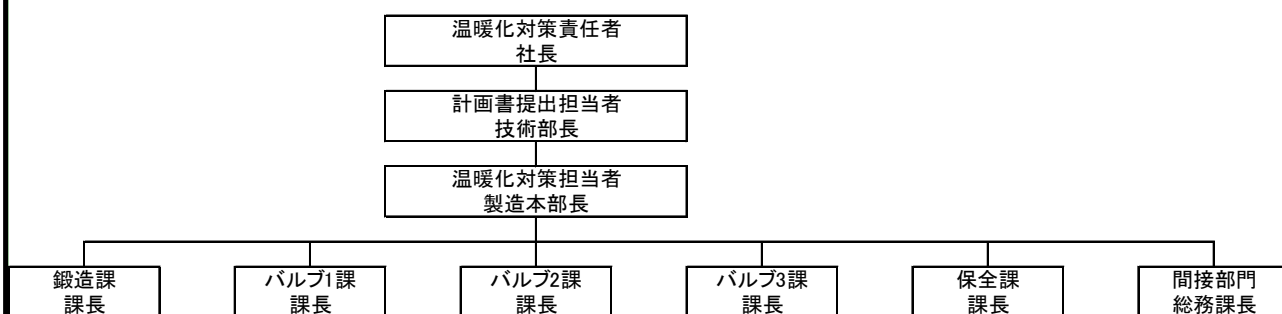 温暖化対策責任者
社長
計画書提出担当者
技術部長
温暖化対策担当者
製造本部長
鍛造課
課長
バルブ1課
課長
バルブ2課
課長
バルブ3課
課長
保全課
課長
間接部門
総務課長